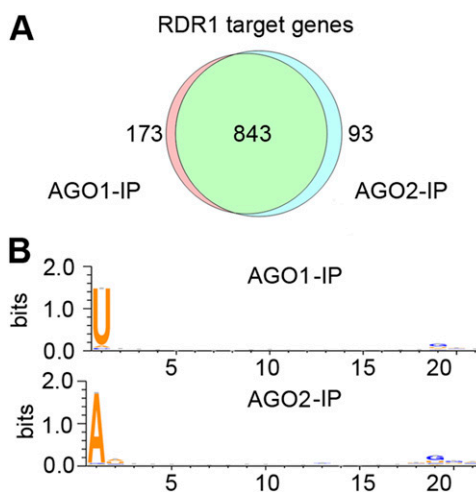 A
RDR1 target genes
173 843 93
AGO1-IP AGO2-IP
B
AGO1-IP
2.0
1.0
0.0
bits
U
5 10 15 20
AGO2-IP
2.0
1.0
0.0
bits
A
5 10 15 20